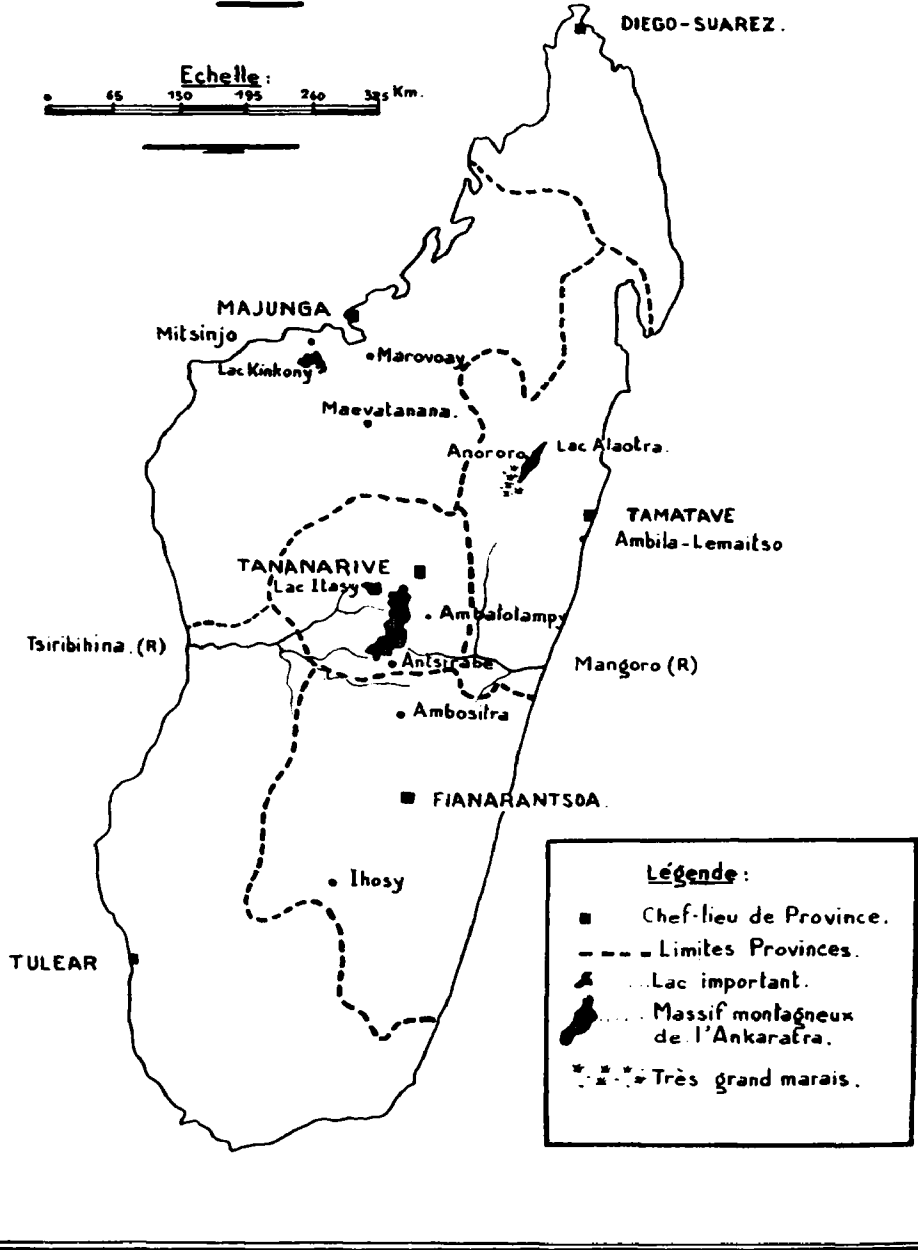 DIEGO-SUAREZ.
Echelle :
0 65 130 195 260 325 Km.
MAJUNGA
Mitsinjo
Lac Kinkony
Marovoay
Maevatanana.
Anororo
Lac Alaotra.
TAMATAVE
Ambila-Lemaitso
TANANARIVE
Lac Itasy
Ambatolampy
Tsiribihina.(R)
Antsirabe
Mangoro (R)
Ambositra
FIANARANTSOA.
Ihosy
TULEAR
Légende :
Chef-lieu de Province.
Limites Provinces.
Lac important.
Massif montagneux
de l'Ankaratra.
Très grand marais.